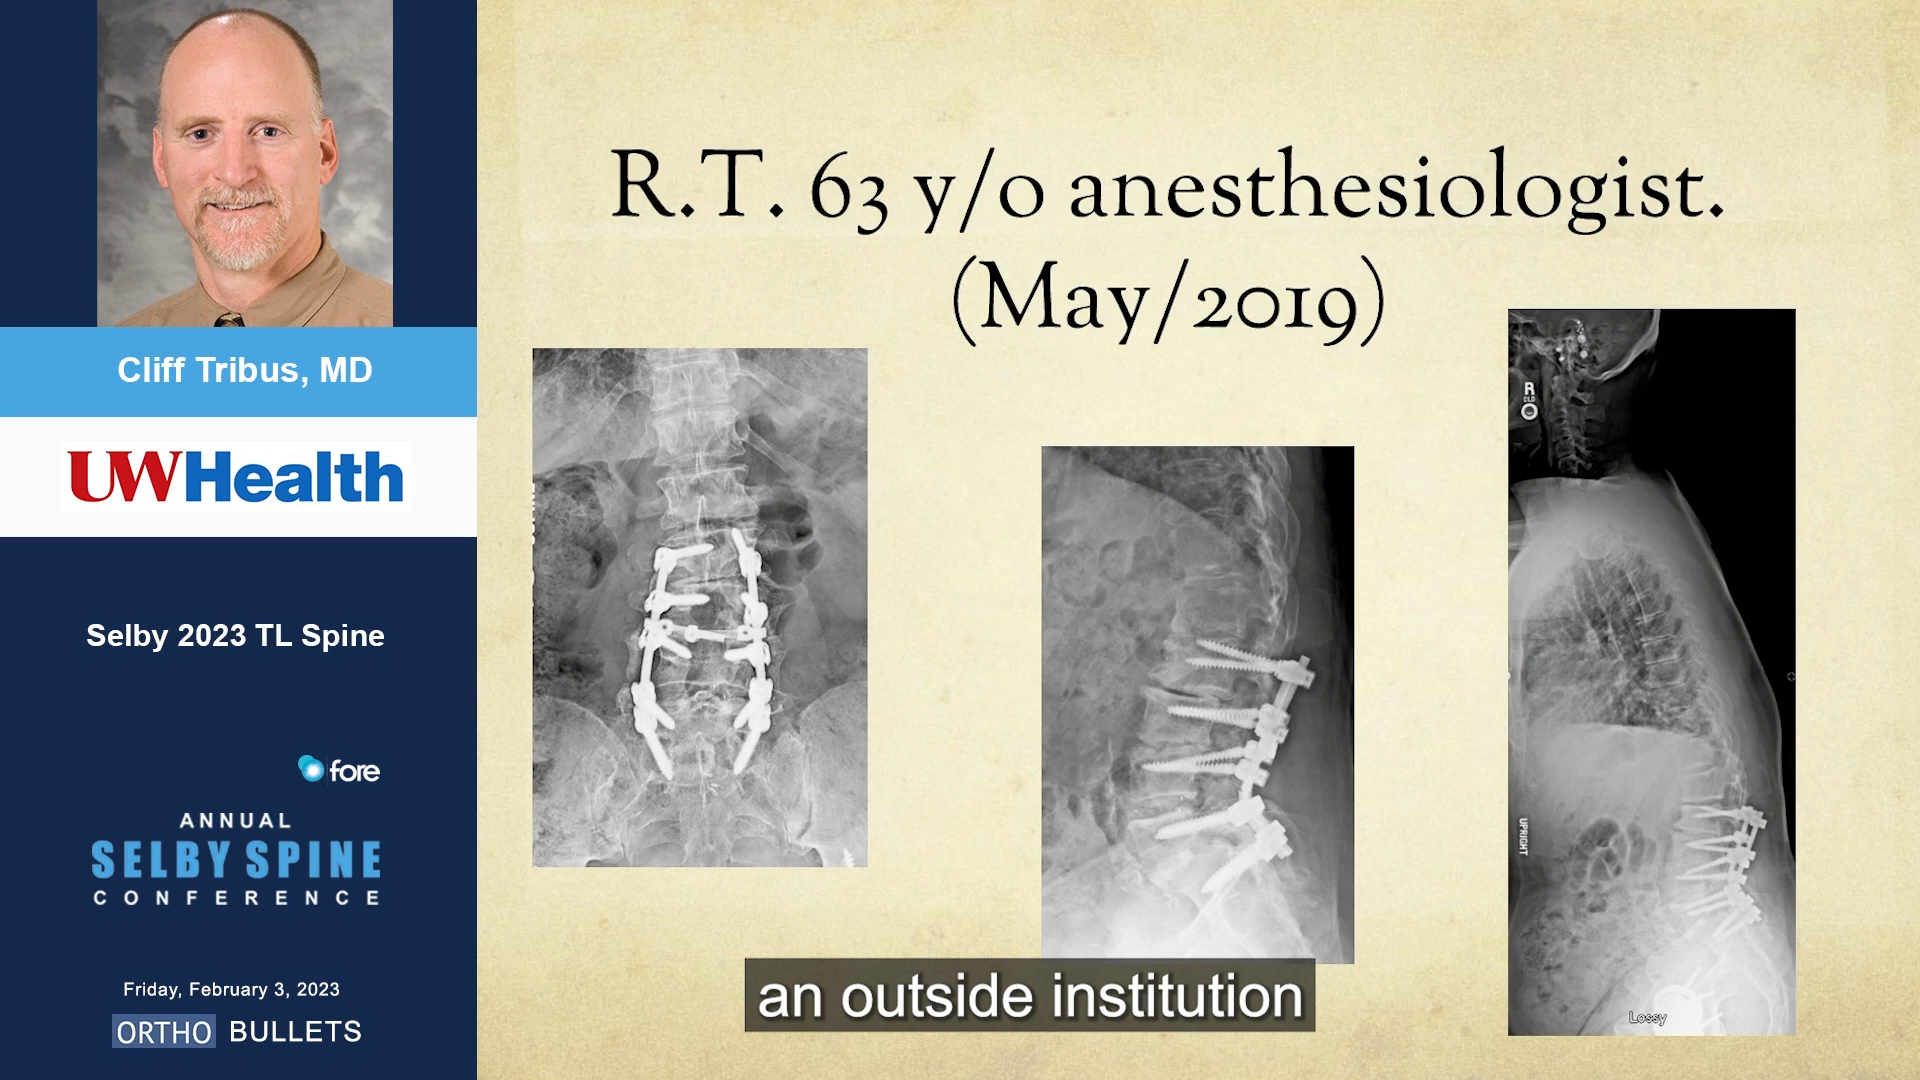 Cliff Tribus, MD
UWHealth
Selby 2023 TL Spine
fore
ANNUAL
SELBY SPINE
CONFERENCE
Friday, February 3, 2023
ORTHO BULLETS
R.T. 63 y/o anesthesiologist.
(May/2019)
R
CLG
UPRIGHT
Lossy
an outside institution